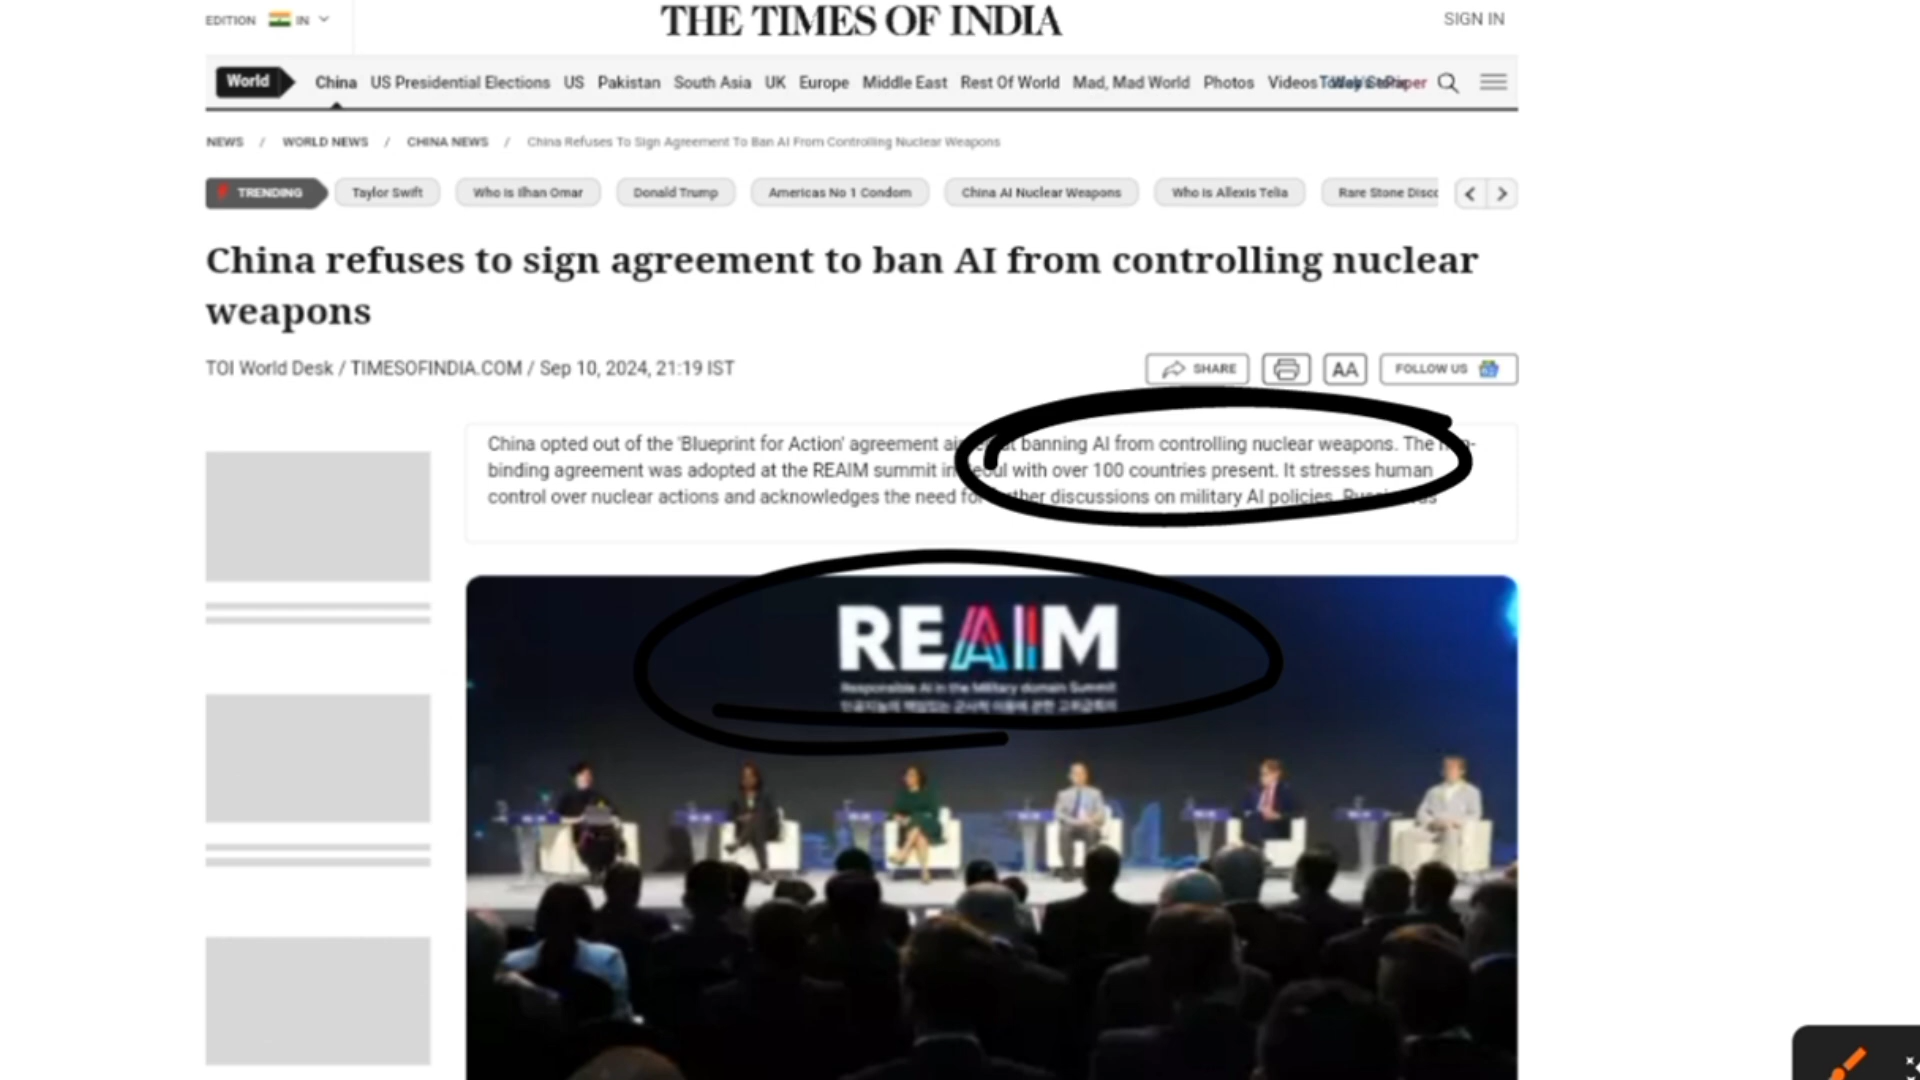 EDITION IN
THE TIMES OF INDIA
SIGN IN
World China US Presidential Elections US Pakistan South Asia UK Europe Middle East Rest Of World Mad, Mad World Photos Videos
NEWS / WORLD NEWS / CHINA NEWS / China Refuses To Sign Agreement To Ban AI From Controlling Nuclear Weapons
TRENDING Taylor Swift Who Is Ilhan Omar Donald Trump Americas No 1 Condom China AI Nuclear Weapons Who Is Allexis Telia Rare Stone Disc
China refuses to sign agreement to ban AI from controlling nuclear
weapons
TOI World Desk / TIMESOFINDIA.COM / Sep 10, 2024, 21:19 IST
SHARE AA FOLLOW US
China opted out of the 'Blueprint for Action' agreement banning AI from controlling nuclear weapons. The
binding agreement was adopted at the REAIM summit in with over 100 countries present. It stresses human
control over nuclear actions and acknowledges the need for discussions on military AI policies.
REAIM
Responsible AI in the Military domain Summit